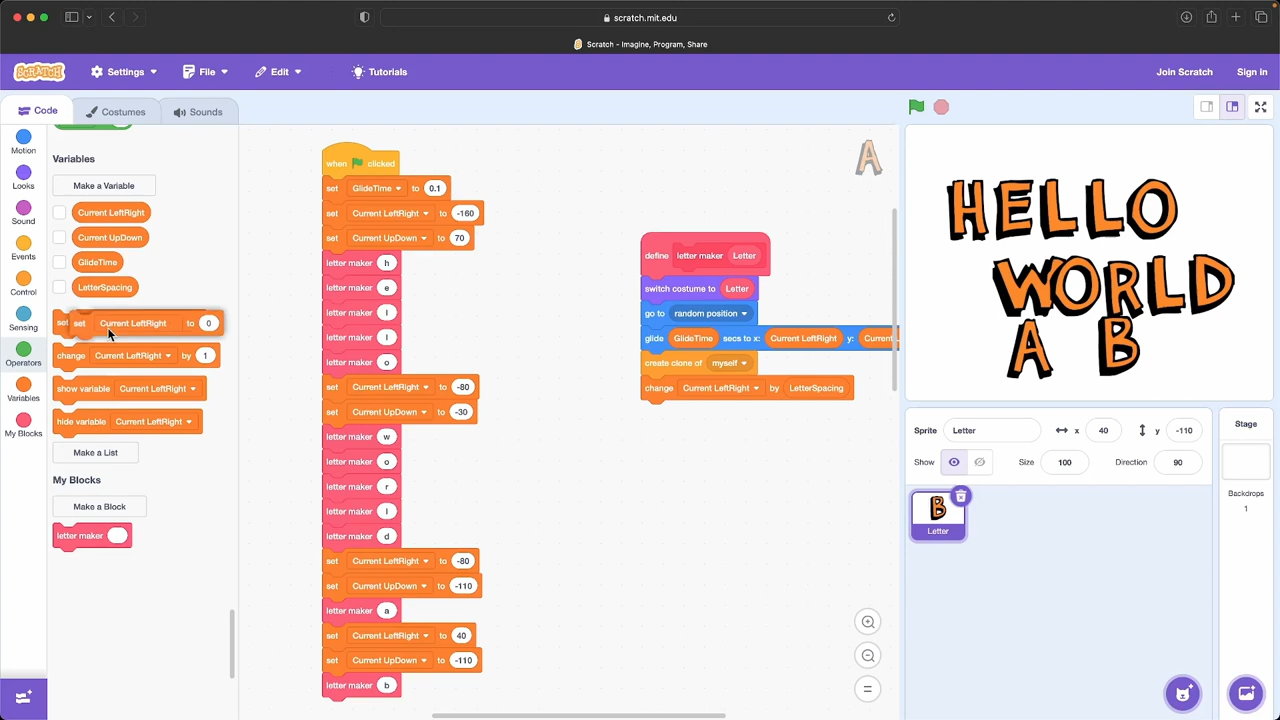 scratch.mit.edu
Scratch - Imagine, Program, Share
SCRATCH
Settings
File
Edit
Tutorials
Join Scratch
Sign in
Code
Costumes
Sounds
Motion
Looks
Sound
Events
Control
Sensing
Operators
Variables
My Blocks
Variables
Make a Variable
Current LeftRight
Current UpDown
GlideTime
LetterSpacing
set set Current LeftRight to 0
change Current LeftRight by 1
show variable Current LeftRight
hide variable Current LeftRight
Make a List
My Blocks
Make a Block
letter maker
when clicked
set GlideTime to 0.1
set Current LeftRight to -160
set Current UpDown to 70
letter maker h
letter maker e
letter maker l
letter maker l
letter maker o
set Current LeftRight to -80
set Current UpDown to -30
letter maker w
letter maker o
letter maker r
letter maker l
letter maker d
set Current LeftRight to -80
set Current UpDown to -110
letter maker a
set Current LeftRight to 40
set Current UpDown to -110
letter maker b
A
define letter maker Letter
switch costume to Letter
go to random position
glide GlideTime secs to x: Current LeftRight y: Current
create clone of myself
change Current LeftRight by LetterSpacing
HELLO
WORLD
A B
Sprite Letter x 40 y -110
Show Size 100 Direction 90
B
Letter
Stage
Backdrops
1